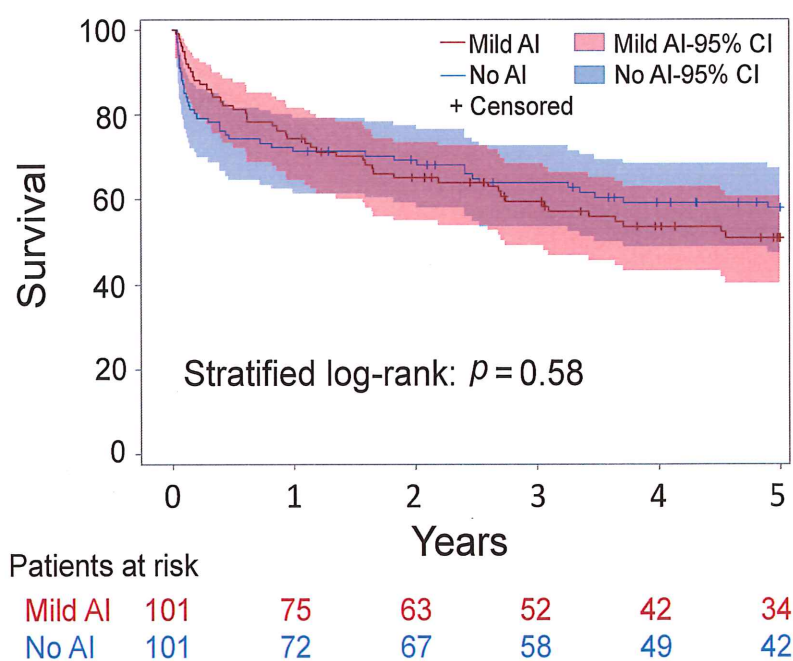 100
80
60
40
20
0
Survival
Mild AI
Mild AI-95% CI
No AI
No AI-95% CI
+ Censored
Stratified log-rank: p = 0.58
0 1 2 3 4 5
Years
Patients at risk
Mild AI 101 75 63 52 42 34
No AI 101 72 67 58 49 42